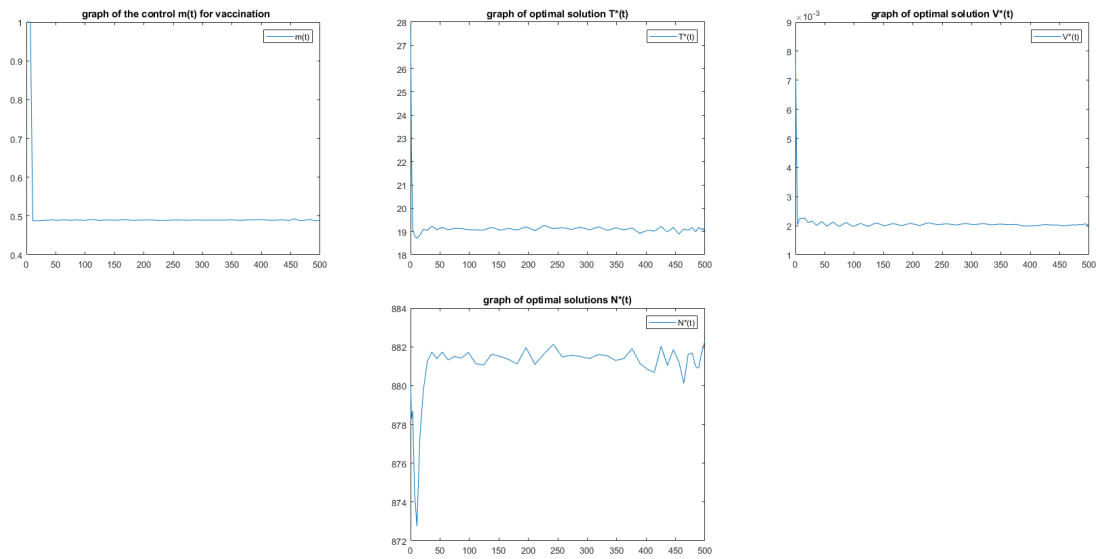 graph of the control m(t) for vaccination
m(t)
1
0.9
0.8
0.7
0.6
0.5
0.4
0 50 100 150 200 250 300 350 400 450 500
graph of optimal solution T*(t)
T*(t)
28
27
26
25
24
23
22
21
20
19
18
0 50 100 150 200 250 300 350 400 450 500
graph of optimal solution V*(t)
×10⁻³
V*(t)
9
8
7
6
5
4
3
2
1
0 50 100 150 200 250 300 350 400 450 500
graph of optimal solutions N*(t)
N*(t)
884
882
880
878
876
874
872
0 50 100 150 200 250 300 350 400 450 500